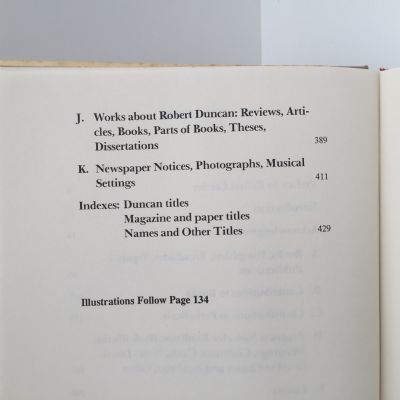 J. Works about Robert Duncan: Reviews, Arti-
cles, Books, Parts of Books, Theses,
Dissertations 389
K. Newspaper Notices, Photographs, Musical
Settings 411
Indexes: Duncan titles
Magazine and paper titles
Names and Other Titles 429
Illustrations Follow Page 134